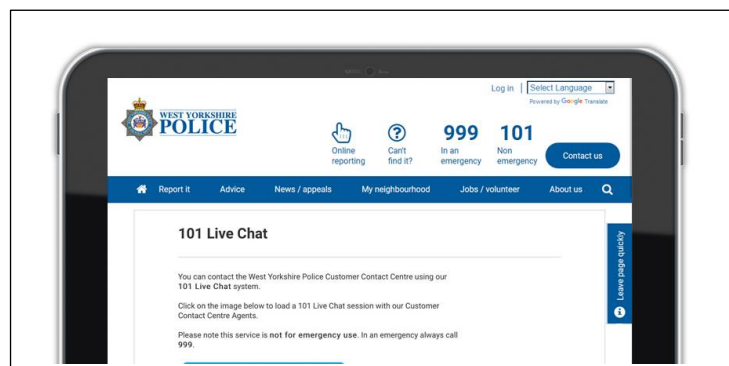 Log in | Select Language
Powered by Google Translate
WEST YORKSHIRE
POLICE
Online
reporting
Can't
find it?
999
In an
emergency
101
Non
emergency
Contact us
Report it
Advice
News / appeals
My neighbourhood
Jobs / volunteer
About us
101 Live Chat
You can contact the West Yorkshire Police Customer Contact Centre using our
101 Live Chat system.
Click on the image below to load a 101 Live Chat session with our Customer
Contact Centre Agents.
Please note this service is not for emergency use. In an emergency always call
999.
Leave page quickly